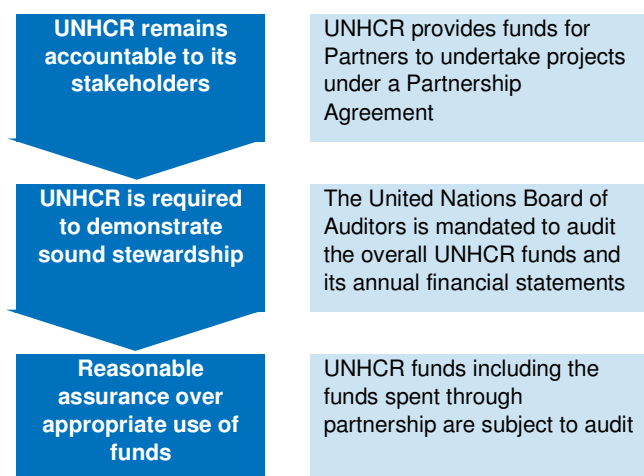 UNHCR remains
accountable to its
stakeholders
UNHCR provides funds for
Partners to undertake projects
under a Partnership
Agreement
UNHCR is required
to demonstrate
sound stewardship
The United Nations Board of
Auditors is mandated to audit
the overall UNHCR funds and
its annual financial statements
Reasonable
assurance over
appropriate use of
funds
UNHCR funds including the
funds spent through
partnership are subject to audit